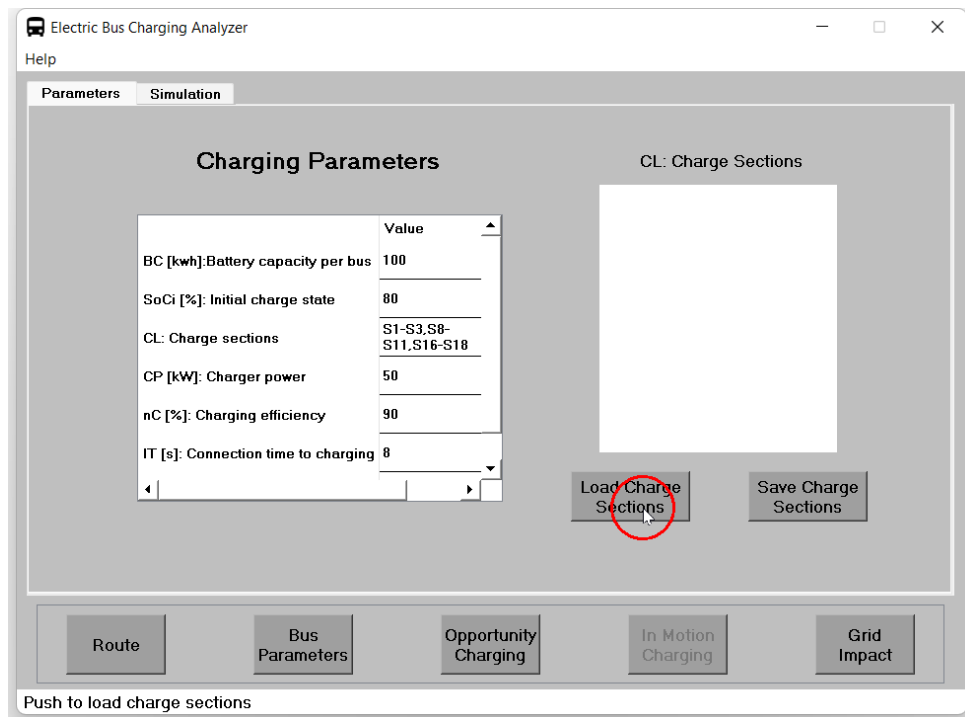 Electric Bus Charging Analyzer
Help
Parameters Simulation
Charging Parameters
CL: Charge Sections
Value
BC [kwh]:Battery capacity per bus 100
SoCi [%]: Initial charge state 80
CL: Charge sections S1-S3,S8-
S11,S16-S18
CP [kW]: Charger power 50
nC [%]: Charging efficiency 90
IT [s]: Connection time to charging 8
Load Charge
Sections
Save Charge
Sections
Route
Bus
Parameters
Opportunity
Charging
In Motion
Charging
Grid
Impact
Push to load charge sections